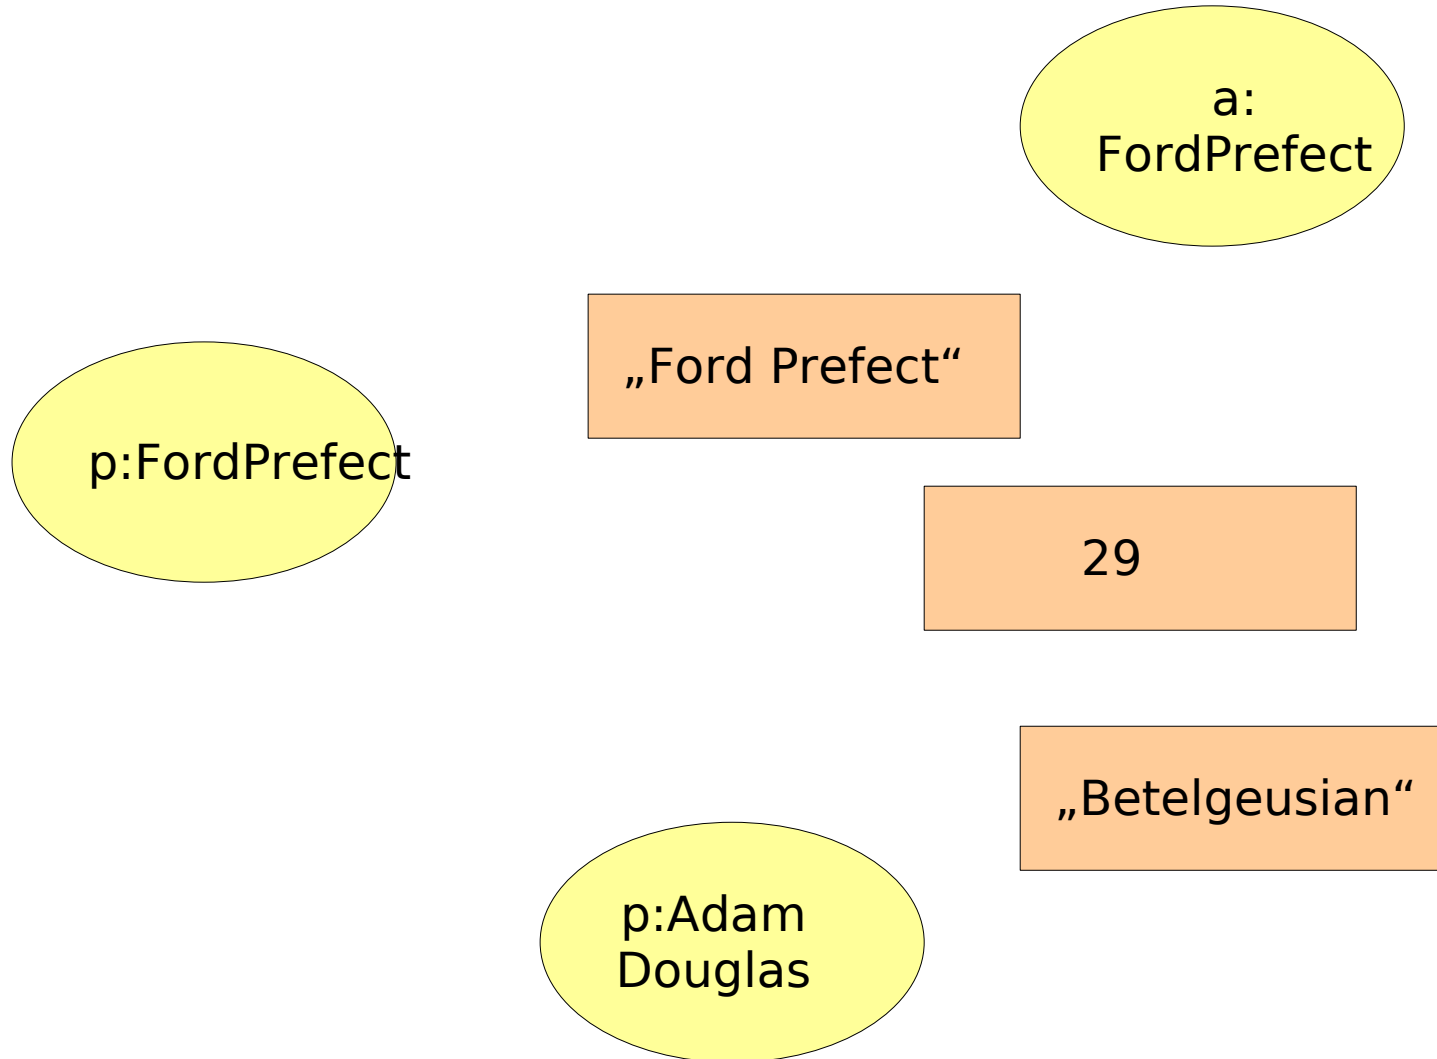 a:
FordPrefect
„Ford Prefect“
p:FordPrefect
29
„Betelgeusian“
p:Adam
Douglas